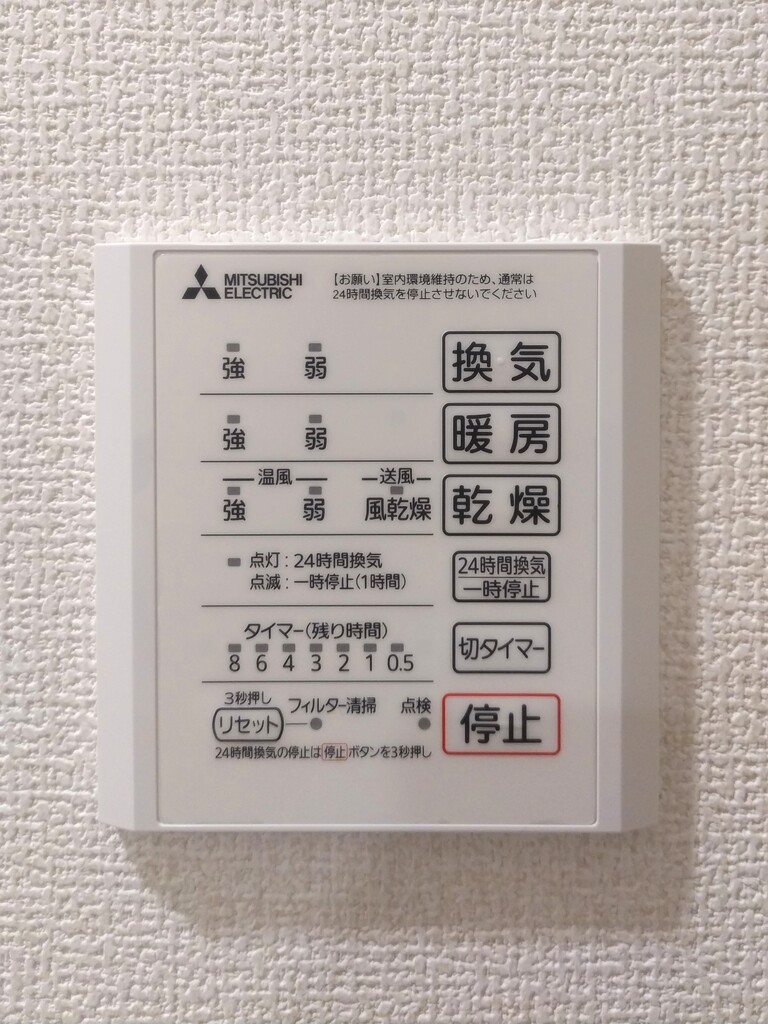 MITSUBISHI
ELECTRIC
【お願い】室内環境維持のため、通常は
24時間換気を停止させないでください
強 弱 換気
強 弱 暖房
温風 送風
強 弱 風乾燥 乾燥
点灯:24時間換気
点滅:一時停止(1時間)
24時間換気
一時停止
タイマー(残り時間)
8 6 4 3 2 1 0.5
切タイマー
3秒押し
リセット フィルター清掃 点検
停止
24時間換気の停止は停止ボタンを3秒押し